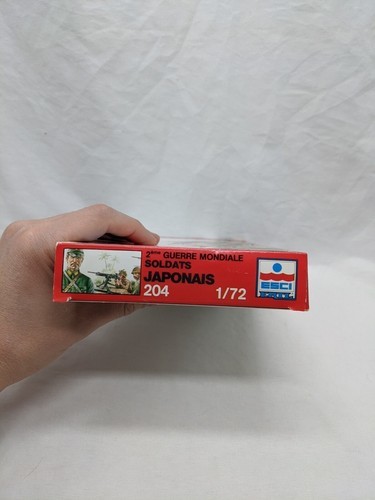 2ème GUERRE MONDIALE
SOLDATS
JAPONAIS
204 1/72
ESCI